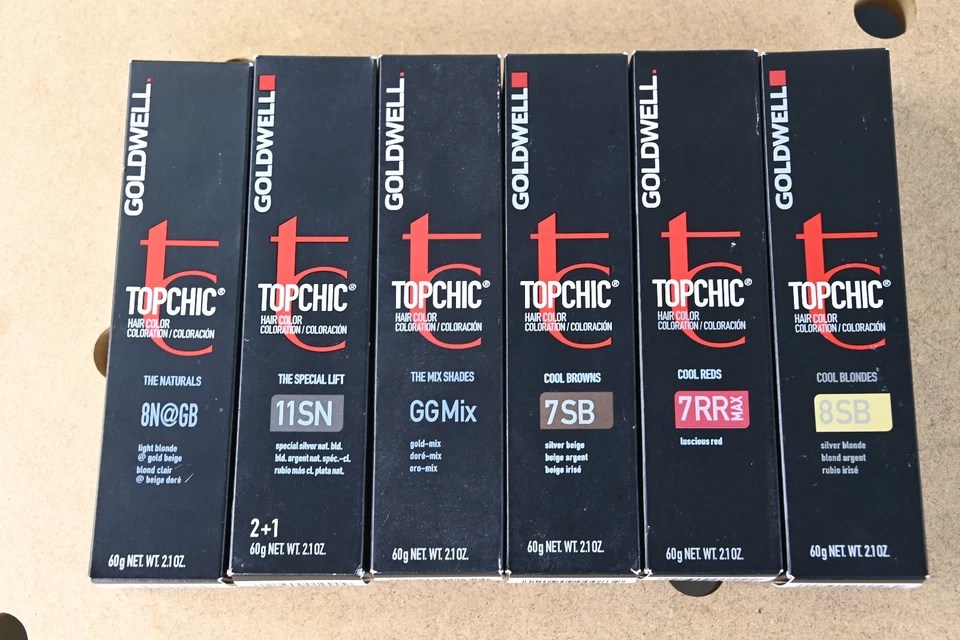 GOLDWELL.
tc
TOPCHIC®
HAIR COLOR
COLORATION / COLORACIÓN
THE NATURALS
8N@GB
light blonde
@ gold beige
blond clair
@ beige doré
60g NET. WT. 2.1 OZ.
GOLDWELL
tc
TOPCHIC®
HAIR COLOR
COLORATION / COLORACIÓN
THE SPECIAL LIFT
11SN
special silver nat. bld.
bld. argent nat. spéc.-cl.
rubio más cl. plata nat.
2+1
60g NET. WT. 2.1 OZ.
GOLDWELL.
tc
TOPCHIC®
HAIR COLOR
COLORATION / COLORACIÓN
THE MIX SHADES
GG Mix
gold-mix
doré-mix
oro-mix
60g NET. WT. 2.1 OZ.
GOLDWELL
tc
TOPCHIC®
HAIR COLOR
COLORATION / COLORACIÓN
COOL BROWNS
7SB
silver beige
beige argent
beige irisé
60g NET. WT. 2.1 OZ.
GOLDWELL.
tc
TOPCHIC®
HAIR COLOR
COLORATION / COLORACIÓN
COOL REDS
7RR MAX
luscious red
60g NET. WT. 2.1 OZ.
GOLDWELL
tc
TOPCHIC®
HAIR COLOR
COLORATION / COLORACIÓN
COOL BLONDES
8SB
silver blonde
blond argent
rubio irisé
60g NET. WT. 2.1 OZ.